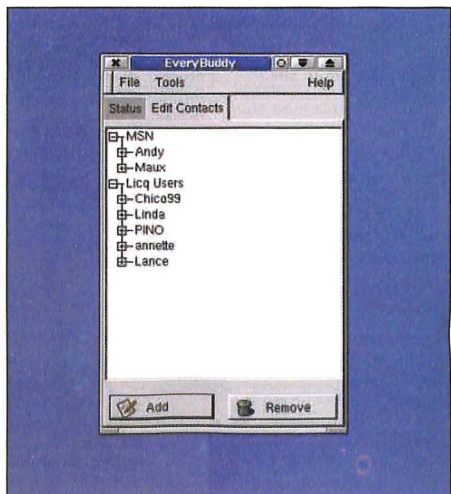 EveryBuddy
File Tools Help
Status Edit Contacts
MSN
Andy
Maux
Licq Users
Chico99
Linda
PINO
annette
Lance
Add Remove